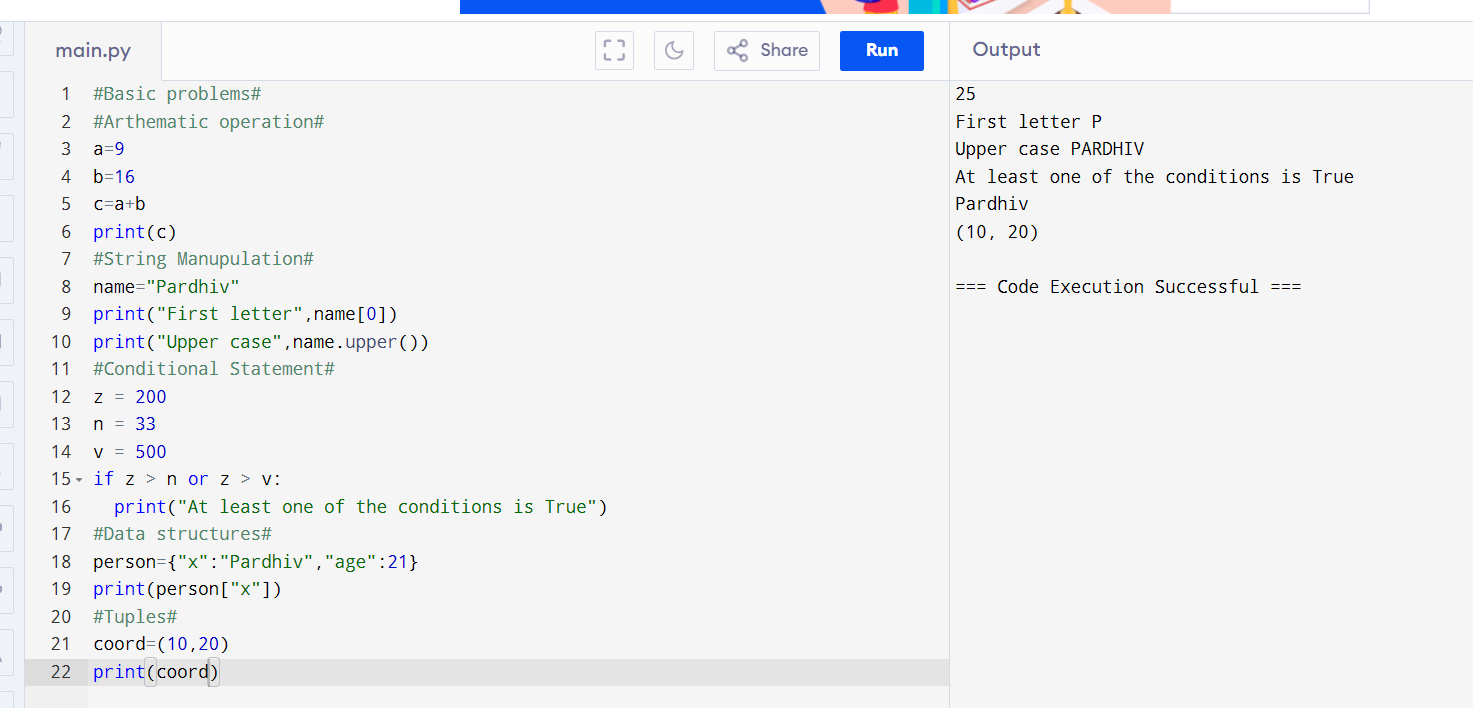 main.py
Share
Run
Output
1 #Basic problems#
2 #Arthematic operation#
3 a=9
4 b=16
5 c=a+b
6 print(c)
7 #String Manupulation#
8 name="Pardhiv"
9 print("First letter",name[0])
10 print("Upper case",name.upper())
11 #Conditional Statement#
12 z = 200
13 n = 33
14 v = 500
15 if z > n or z > v:
16   print("At least one of the conditions is True")
17 #Data structures#
18 person={"x":"Pardhiv","age":21}
19 print(person["x"])
20 #Tuples#
21 coord=(10,20)
22 print(coord)
25
First letter P
Upper case PARDHIV
At least one of the conditions is True
Pardhiv
(10, 20)
=== Code Execution Successful ===